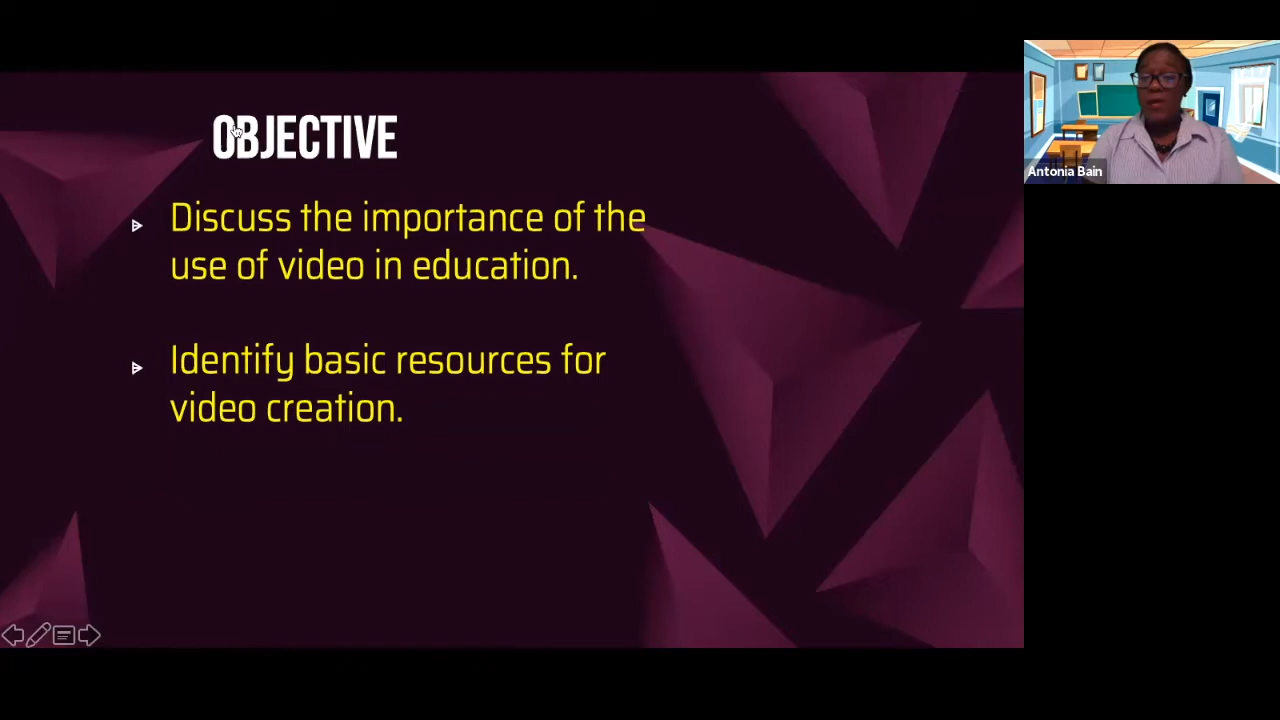 OBJECTIVE
Discuss the importance of the
use of video in education.
Identify basic resources for
video creation.
Antonia Bain